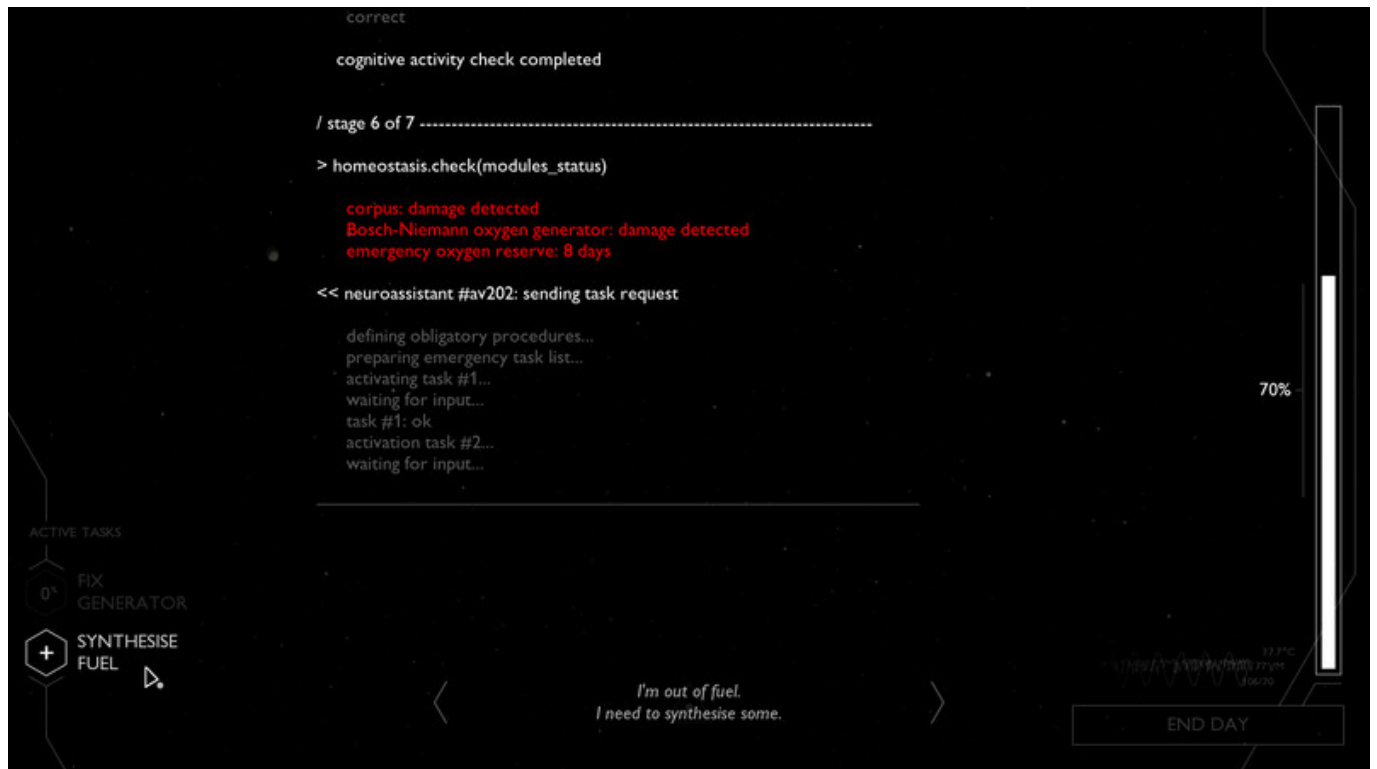 correct
cognitive activity check completed
/ stage 6 of 7 -----------------------------------------------------------------------
> homeostasis.check(modules_status)
corpus: damage detected
Bosch-Niemann oxygen generator: damage detected
emergency oxygen reserve: 8 days
<< neuroassistant #av202: sending task request
defining obligatory procedures...
preparing emergency task list...
activating task #1...
waiting for input...
task #1: ok
activation task #2...
waiting for input...
70%
ACTIVE TASKS
0%
FIX
GENERATOR
+ SYNTHESISE
FUEL
I'm out of fuel.
I need to synthesise some.
106/70
END DAY